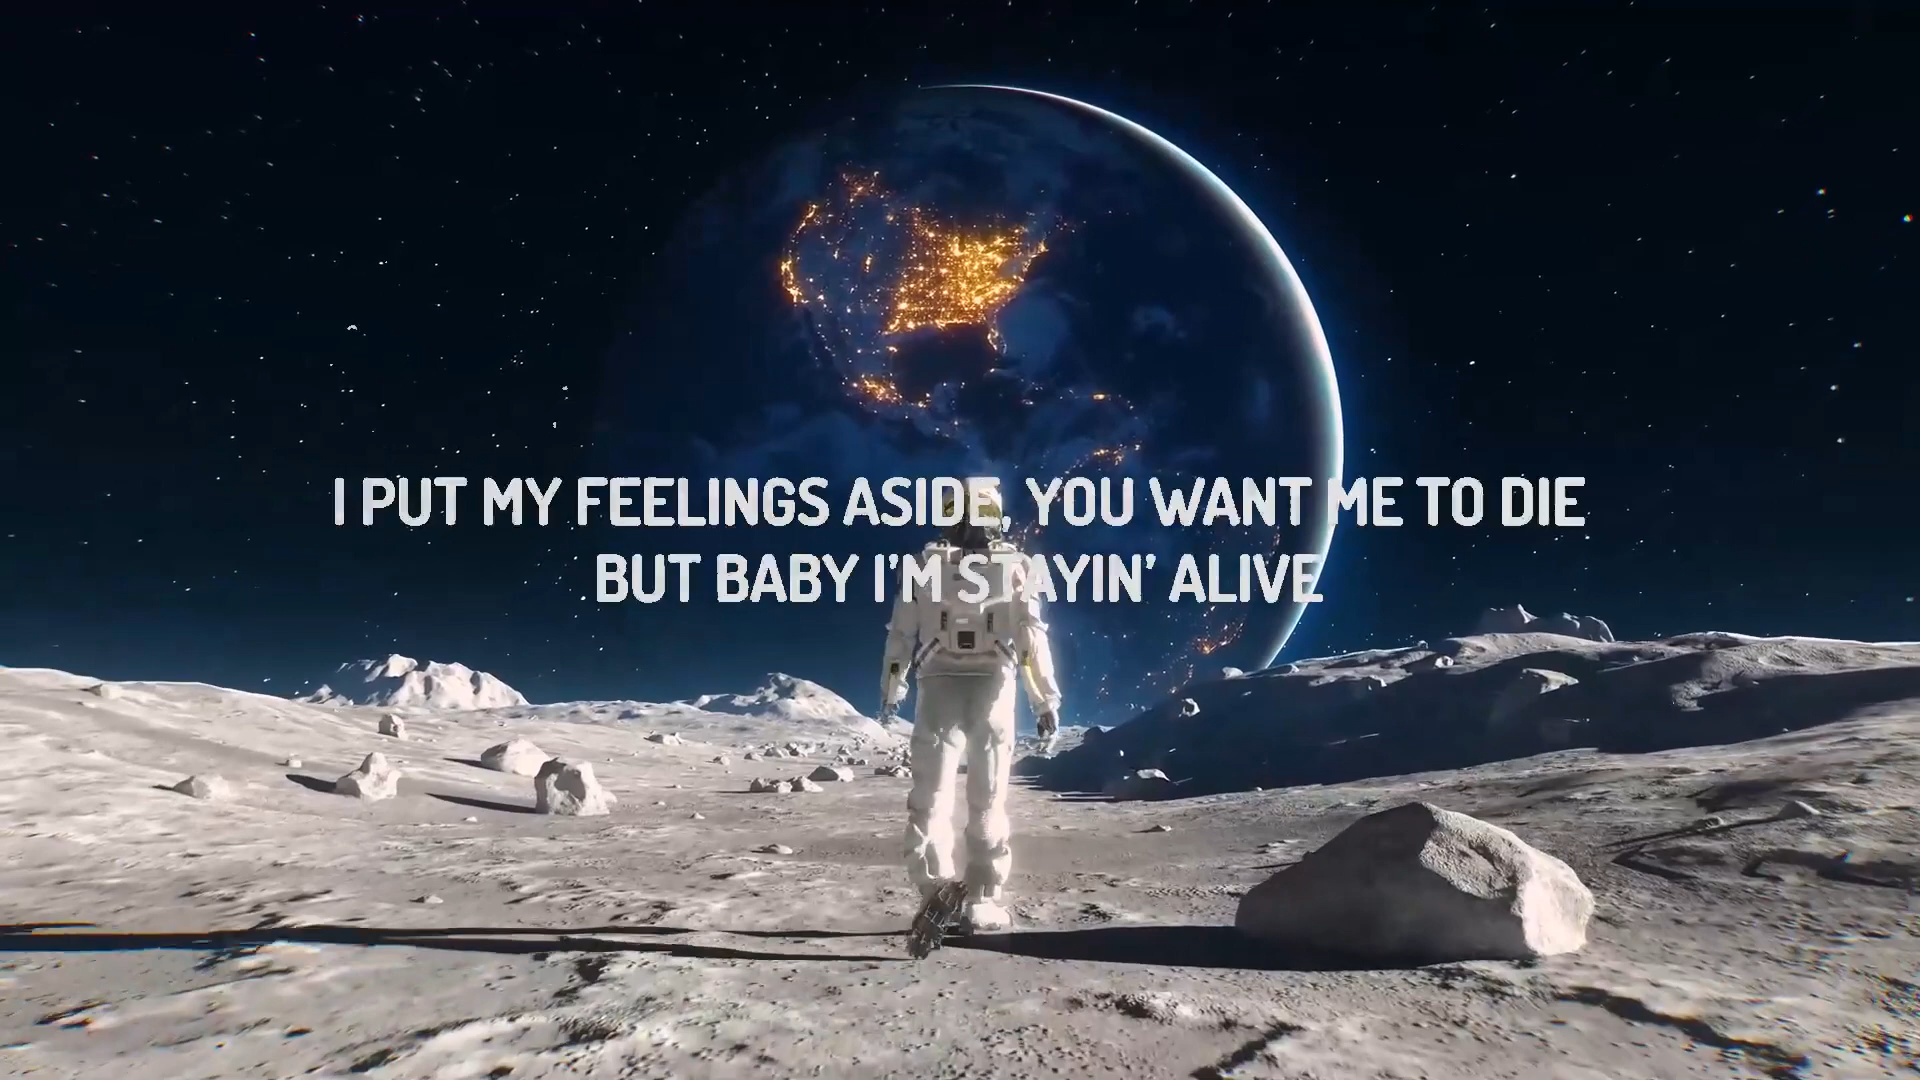 I PUT MY FEELINGS ASIDE, YOU WANT ME TO DIE
BUT BABY I'M STAYIN' ALIVE